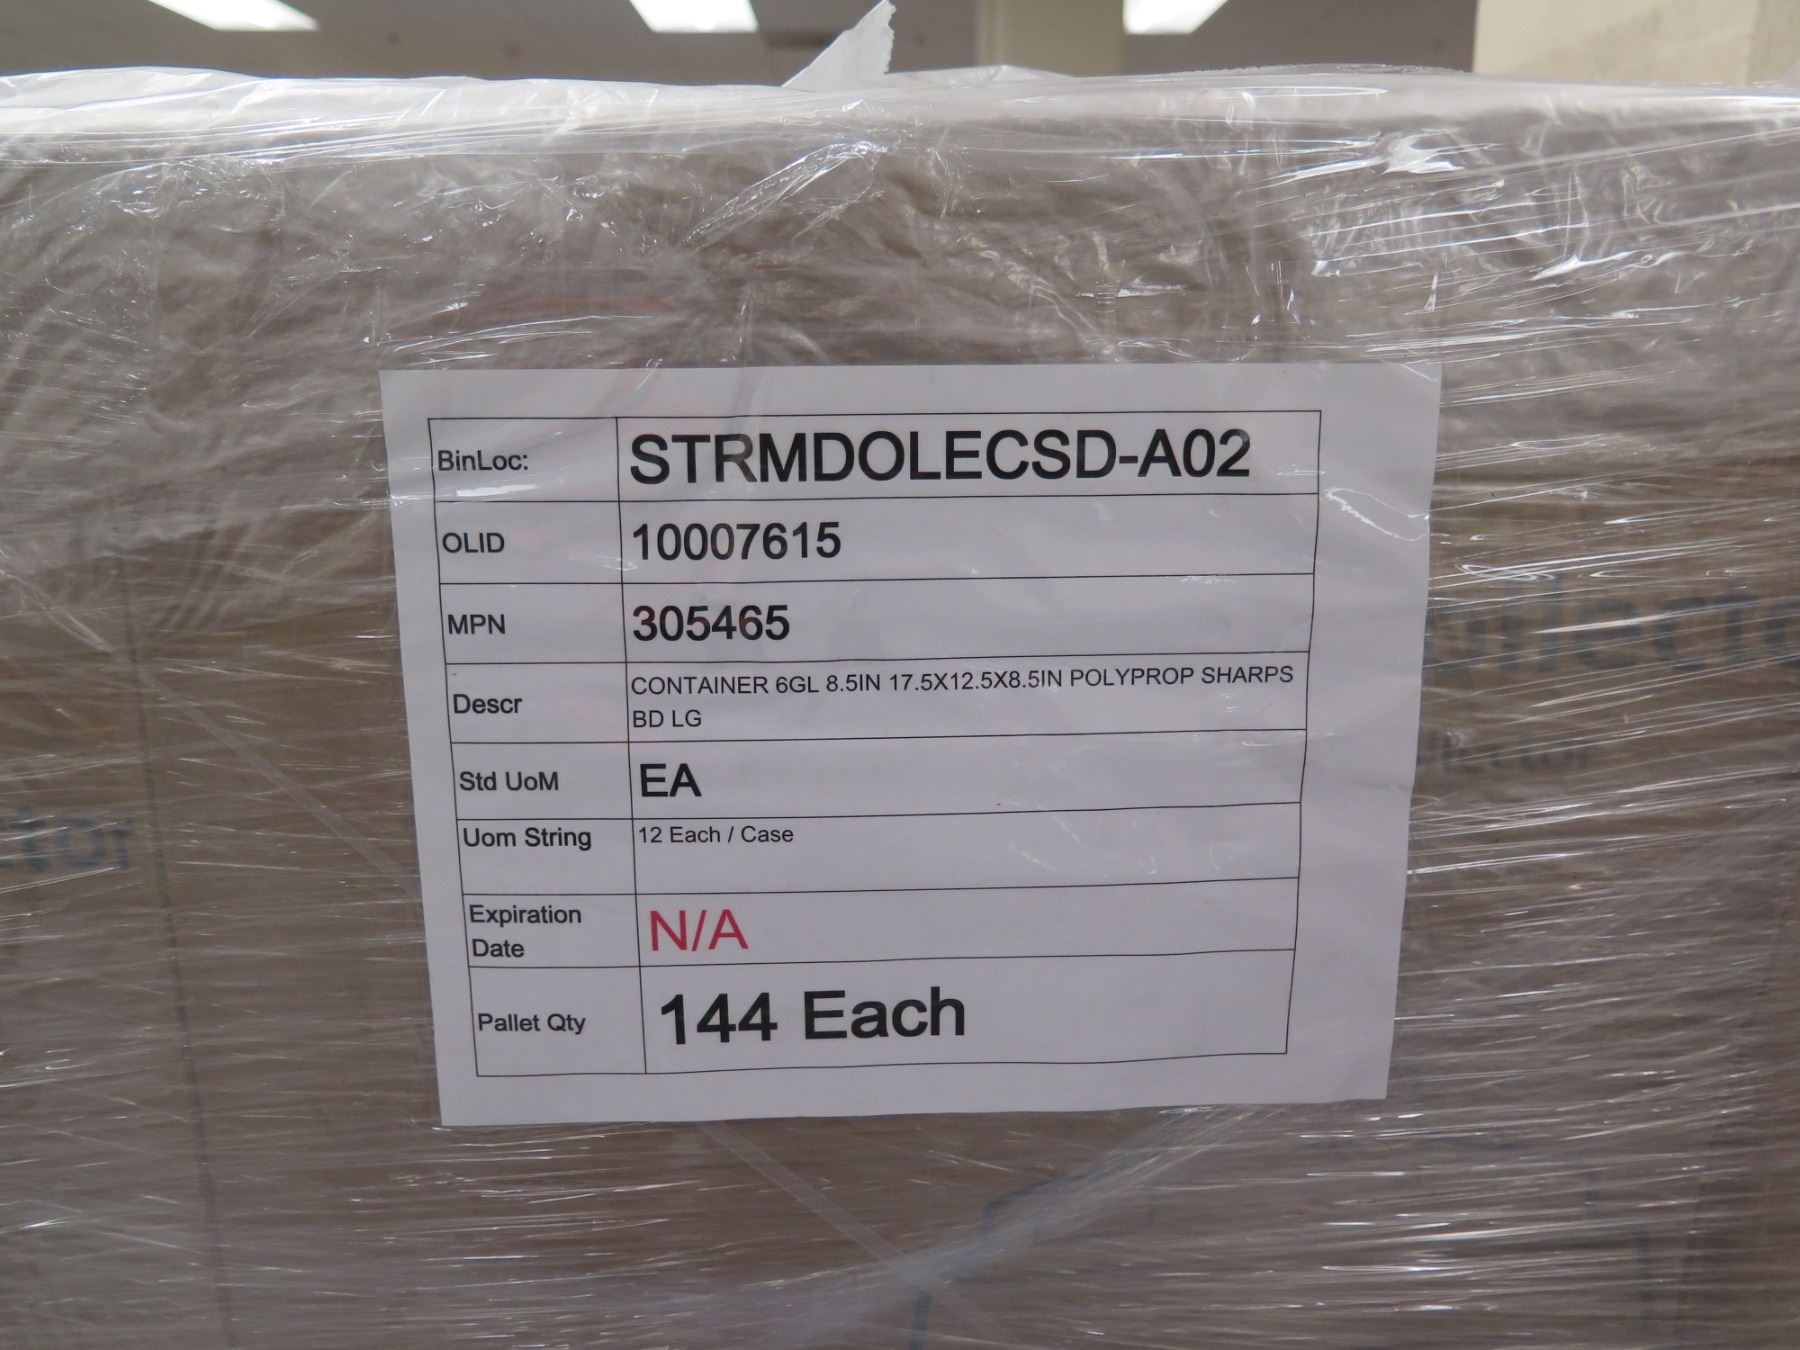 BinLoc: STRMDOLECSD-A02
OLID 10007615
MPN 305465
Descr CONTAINER 6GL 8.5IN 17.5X12.5X8.5IN POLYPROP SHARPS
BD LG
Std UoM EA
Uom String 12 Each / Case
Expiration
Date N/A
Pallet Qty 144 Each